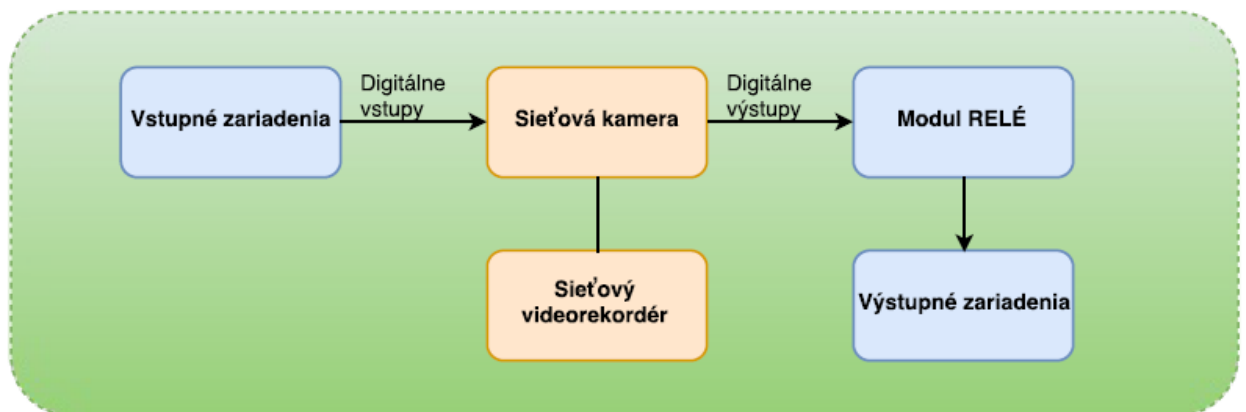 Vstupné zariadenia
Digitálne
vstupy
Sieťová kamera
Digitálne
výstupy
Modul RELÉ
Sieťový
videorekordér
Výstupné zariadenia